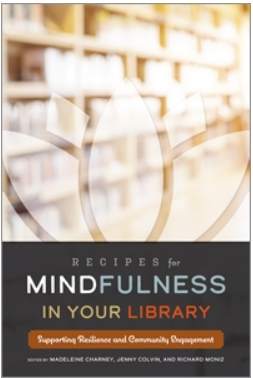 RECIPES for
MINDFULNESS
IN YOUR LIBRARY
Supporting Resilience and Community Engagement
EDITED BY MADELEINE CHARNEY, JENNY COLVIN, AND RICHARD MONIZ